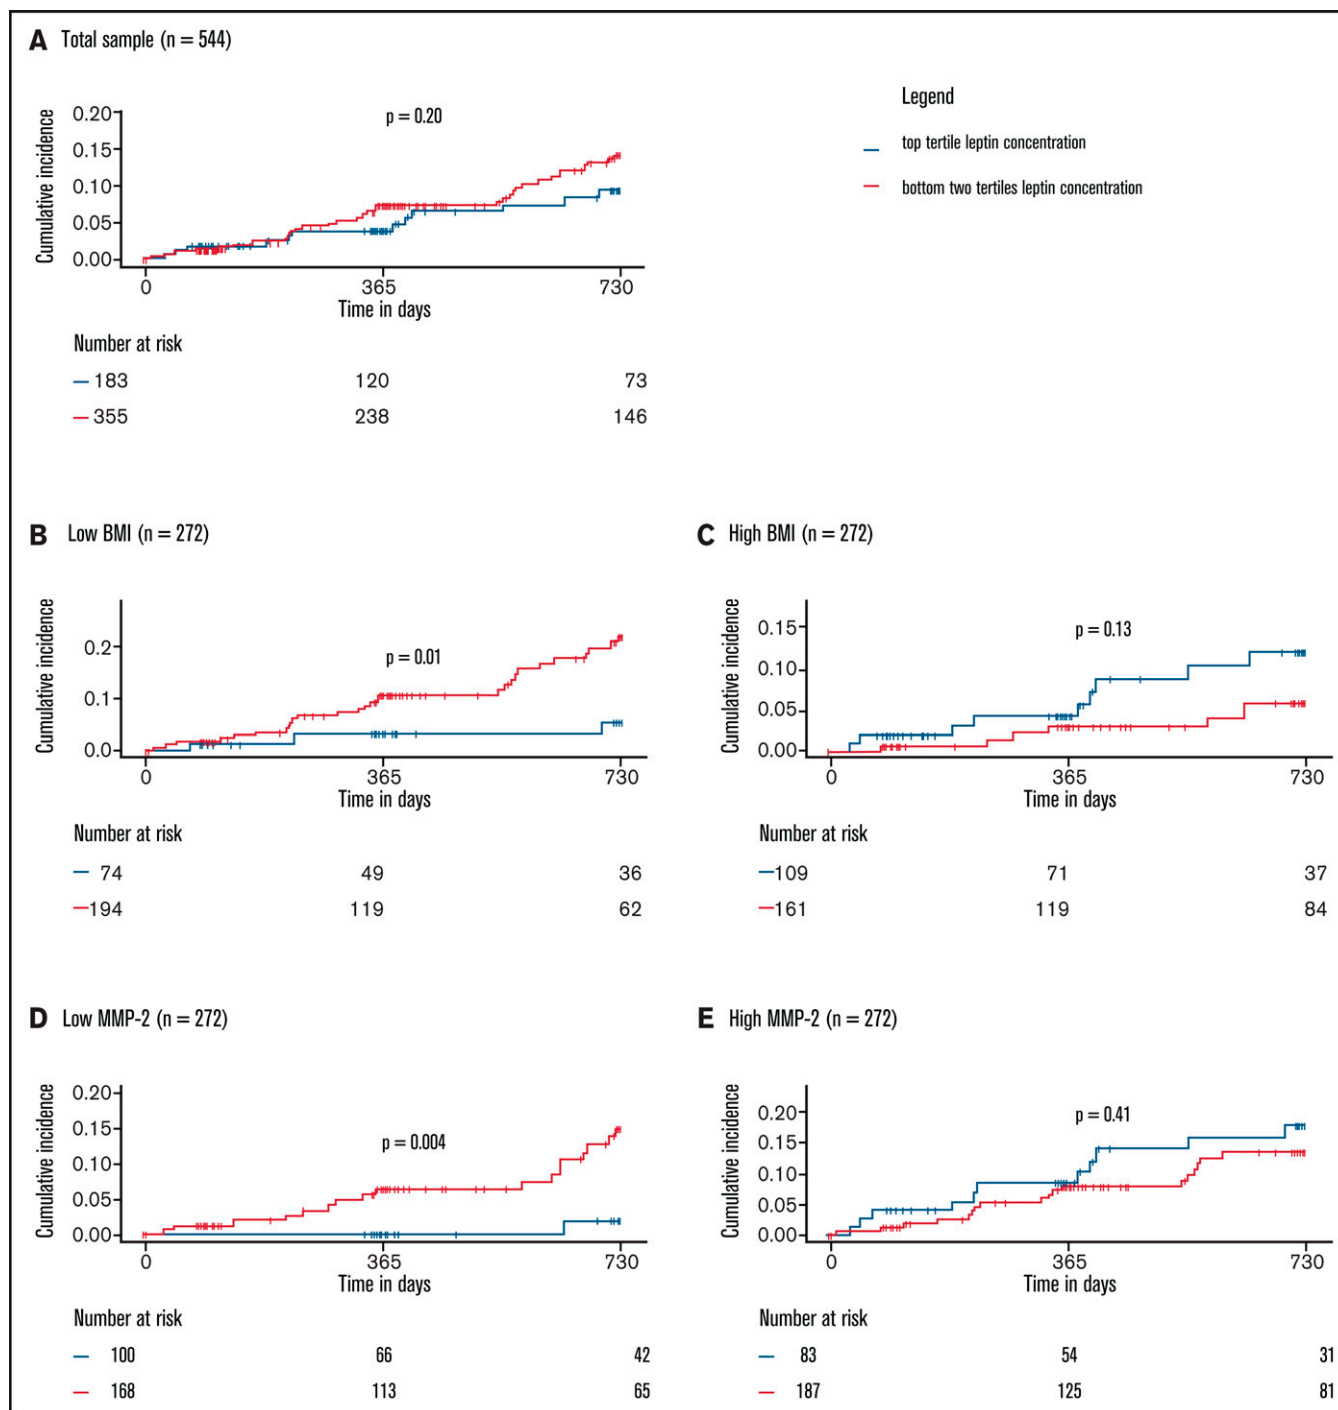 A Total sample (n = 544)
Cumulative incidence
0.20
0.15
0.10
0.05
0.00
p = 0.20
0 365 730
Time in days
Number at risk
183 120 73
355 238 146
Legend
top tertile leptin concentration
bottom two tertiles leptin concentration
B Low BMI (n = 272)
Cumulative incidence
0.2
0.1
0.0
p = 0.01
0 365 730
Time in days
Number at risk
74 49 36
194 119 62
C High BMI (n = 272)
Cumulative incidence
0.15
0.10
0.05
0.00
p = 0.13
0 365 730
Time in days
Number at risk
109 71 37
161 119 84
D Low MMP-2 (n = 272)
Cumulative incidence
0.20
0.15
0.10
0.05
0.00
p = 0.004
0 365 730
Time in days
Number at risk
100 66 42
168 113 65
E High MMP-2 (n = 272)
Cumulative incidence
0.20
0.15
0.10
0.05
0.00
p = 0.41
0 365 730
Time in days
Number at risk
83 54 31
187 125 81